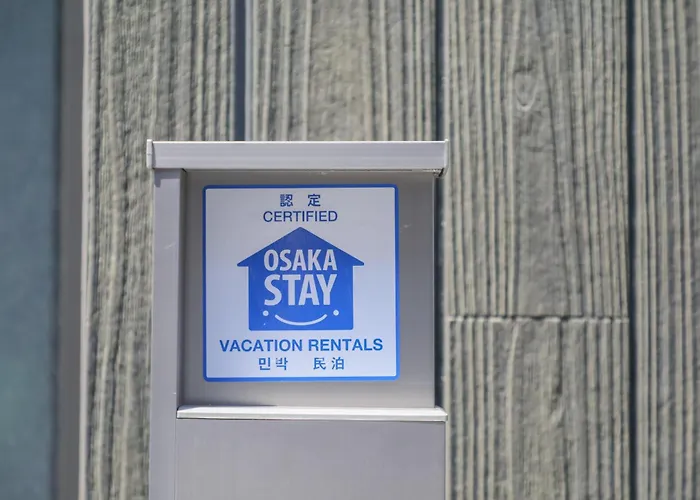 認定
CERTIFIED
OSAKA
STAY
VACATION RENTALS
민박 民泊